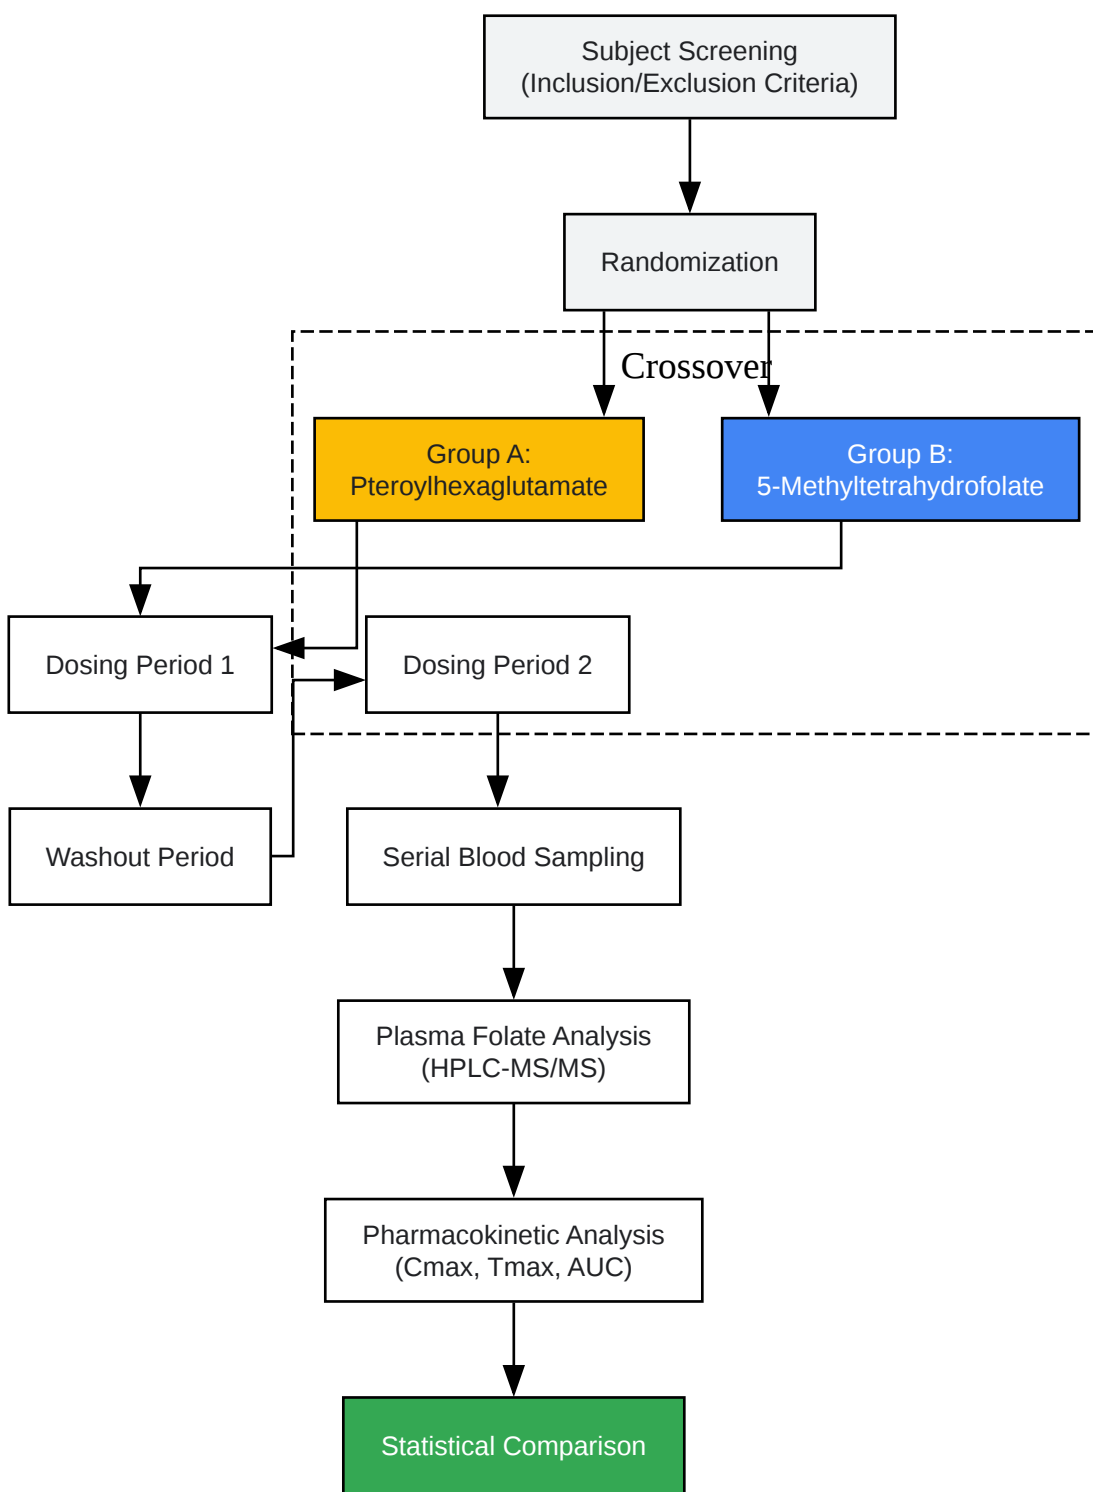 Subject Screening
(Inclusion/Exclusion Criteria)
Randomization
Crossover
Group A:
Pteroylhexaglutamate
Group B:
5-Methyltetrahydrofolate
Dosing Period 1
Dosing Period 2
Washout Period
Serial Blood Sampling
Plasma Folate Analysis
(HPLC-MS/MS)
Pharmacokinetic Analysis
(Cmax, Tmax, AUC)
Statistical Comparison